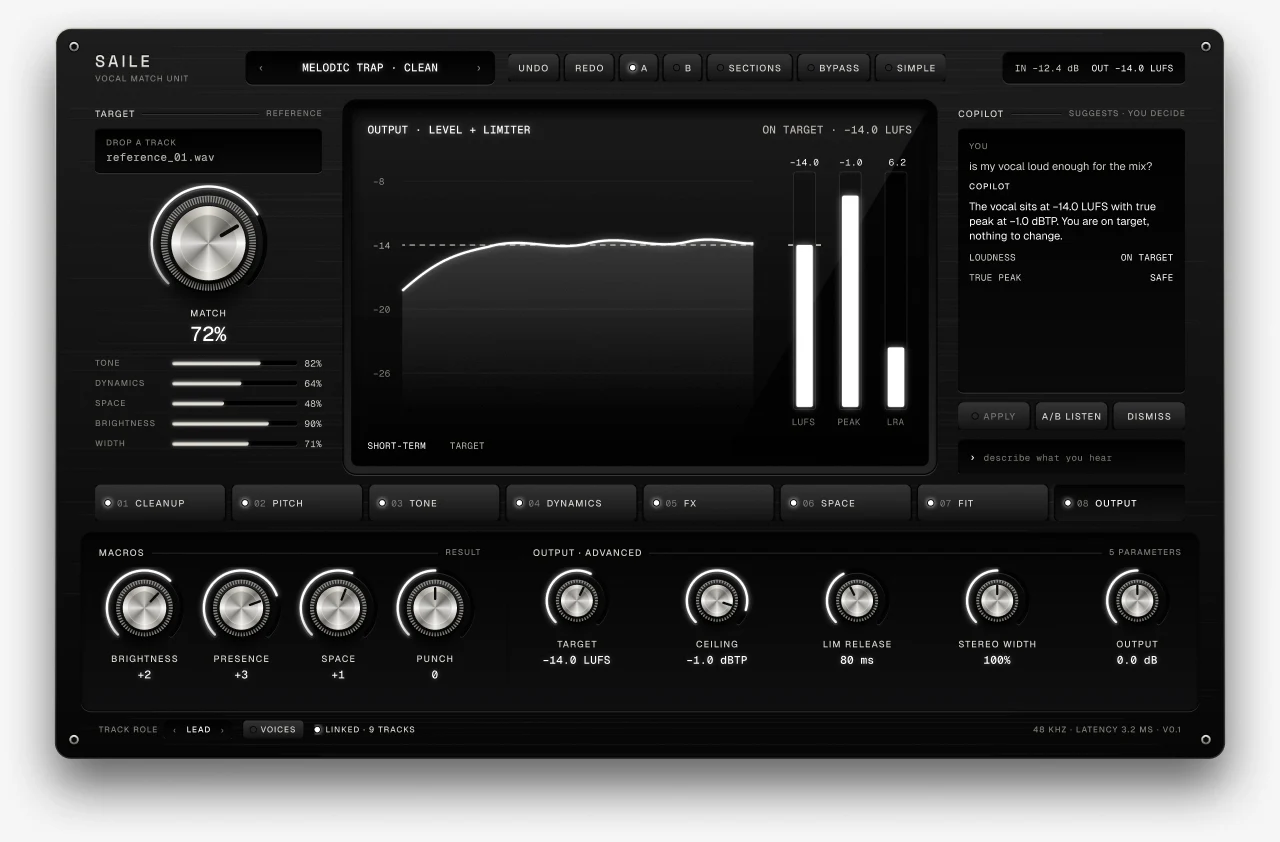 SAILE
VOCAL MATCH UNIT
‹ MELODIC TRAP · CLEAN ›
UNDO
REDO
A
B
SECTIONS
BYPASS
SIMPLE
IN −12.4 dB OUT −14.0 LUFS
TARGET REFERENCE
DROP A TRACK
reference_01.wav
MATCH
72%
TONE 82%
DYNAMICS 64%
SPACE 48%
BRIGHTNESS 90%
WIDTH 71%
OUTPUT · LEVEL + LIMITER ON TARGET · −14.0 LUFS
−14.0 −1.0 6.2
−8
−14
−20
−26
LUFS PEAK LRA
SHORT-TERM TARGET
COPILOT SUGGESTS · YOU DECIDE
YOU
is my vocal loud enough for the mix?
COPILOT
The vocal sits at −14.0 LUFS with true
peak at −1.0 dBTP. You are on target,
nothing to change.
LOUDNESS ON TARGET
TRUE PEAK SAFE
APPLY
A/B LISTEN
DISMISS
› describe what you hear
01 CLEANUP
02 PITCH
03 TONE
04 DYNAMICS
05 FX
06 SPACE
07 FIT
08 OUTPUT
MACROS RESULT
BRIGHTNESS PRESENCE SPACE PUNCH
+2 +3 +1 0
OUTPUT · ADVANCED 5 PARAMETERS
TARGET CEILING LIM RELEASE STEREO WIDTH OUTPUT
−14.0 LUFS −1.0 dBTP 80 ms 100% 0.0 dB
TRACK ROLE ‹ LEAD › VOICES LINKED · 9 TRACKS
48 KHZ · LATENCY 3.2 MS · V0.1